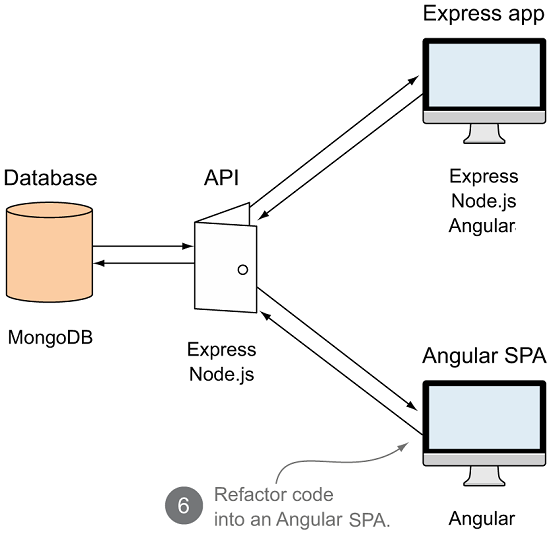 Express app
Database
API
Express
Node.js
Angular
MongoDB
Express
Node.js
Angular SPA
6
Refactor code
into an Angular SPA.
Angular